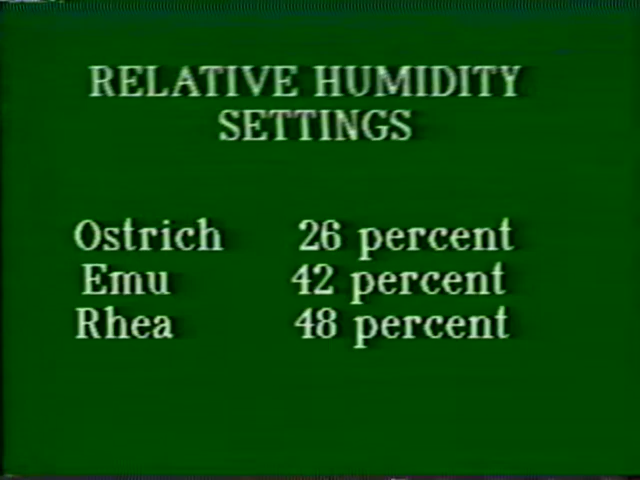 RELATIVE HUMIDITY
SETTINGS
Ostrich 26 percent
Emu 42 percent
Rhea 48 percent